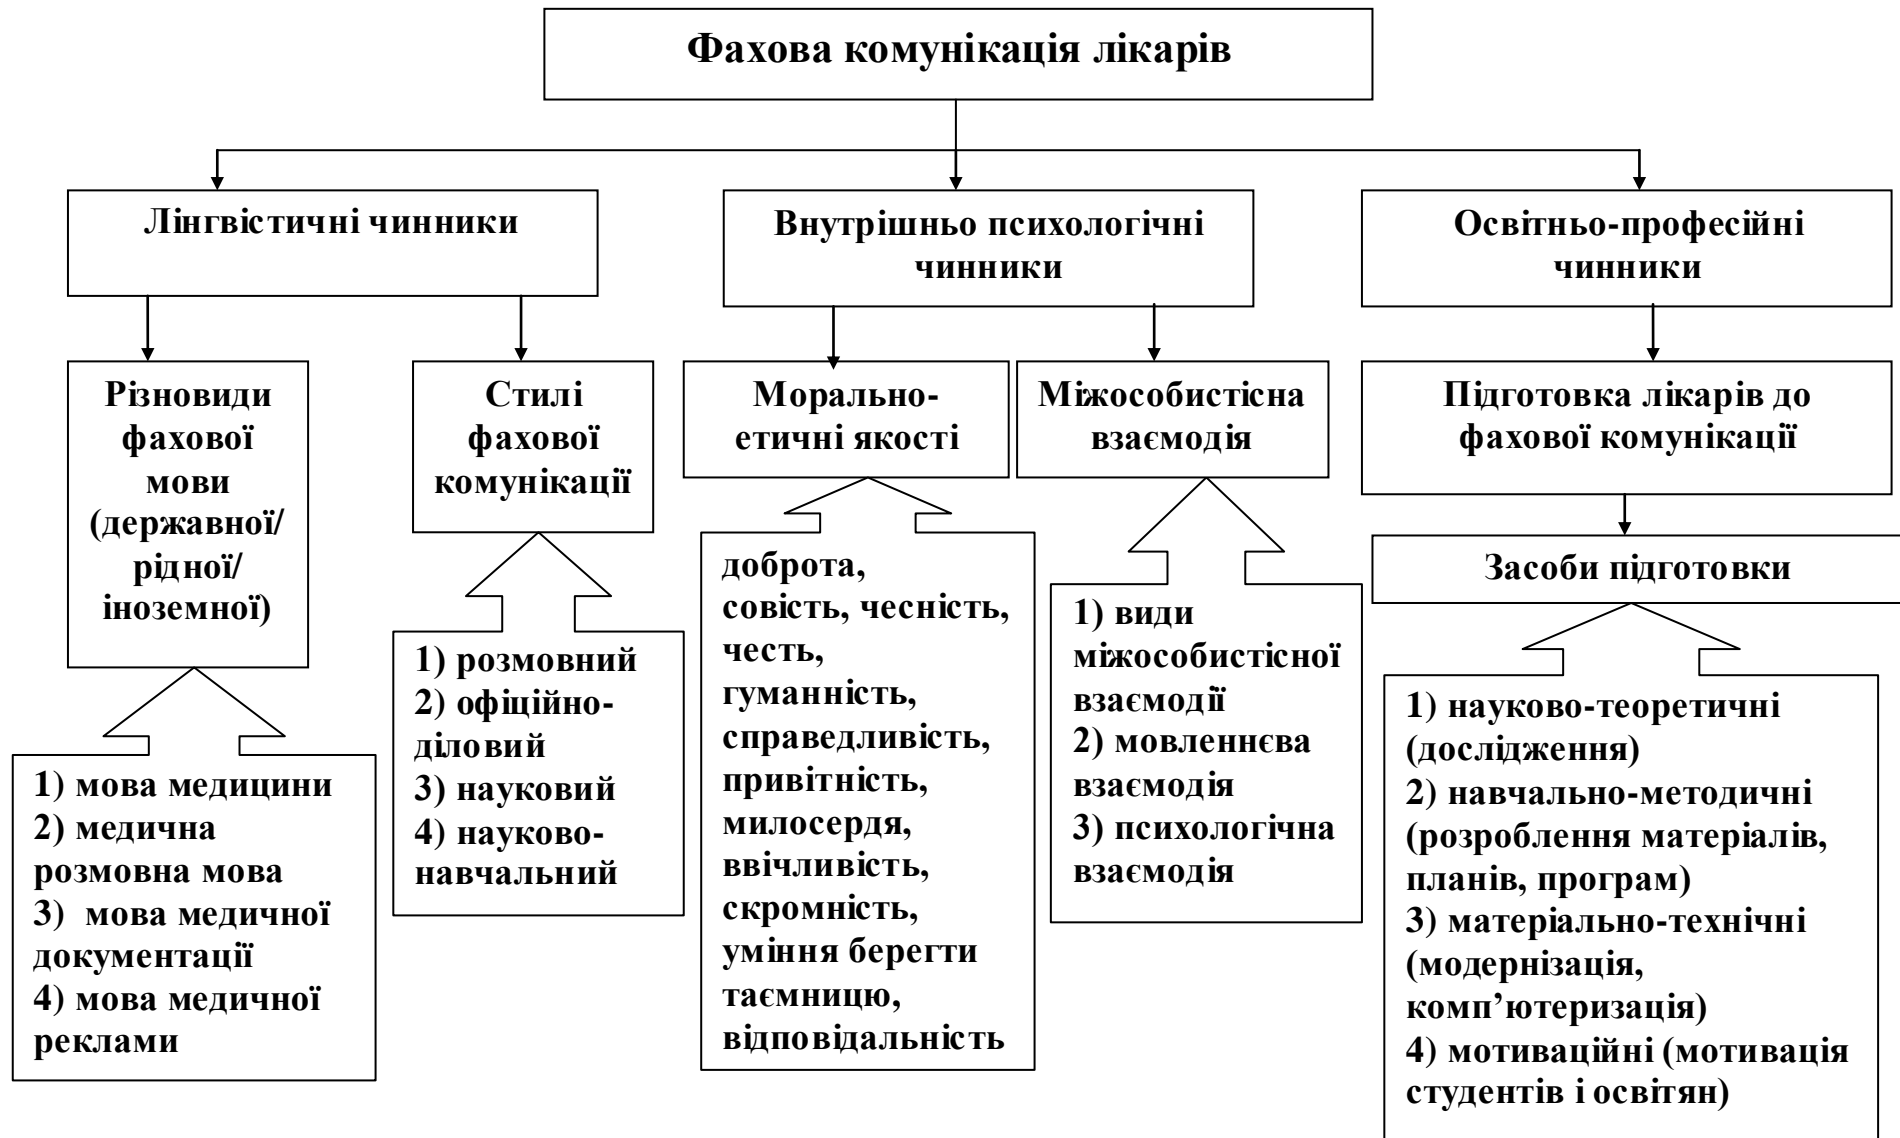 Фахова комунікація лікарів
Лінгвістичні чинники
Внутрішньо психологічні
чинники
Освітньо-професійні
чинники
Різновиди
фахової
мови
(державної/
рідної/
іноземної)
Стилі
фахової
комунікації
Морально-
етичні якості
Міжособистісна
взаємодія
Підготовка лікарів до
фахової комунікації
Засоби підготовки
1) мова медицини
2) медична
розмовна мова
3) мова медичної
документації
4) мова медичної
реклами
1) розмовний
2) офіційно-
діловий
3) науковий
4) науково-
навчальний
доброта,
совість, чесність,
честь,
гуманність,
справедливість,
привітність,
милосердя,
ввічливість,
скромність,
уміння берегти
таємницю,
відповідальність
1) види
міжособистісної
взаємодії
2) мовленнєва
взаємодія
3) психологічна
взаємодія
1) науково-теоретичні
(дослідження)
2) навчально-методичні
(розроблення матеріалів,
планів, програм)
3) матеріально-технічні
(модернізація,
комп’ютеризація)
4) мотиваційні (мотивація
студентів і освітян)